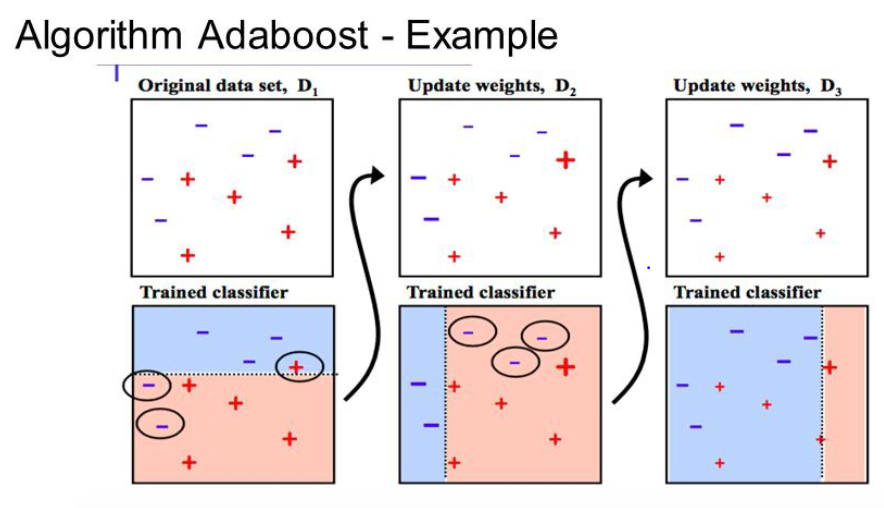 Algorithm Adaboost - Example
Original data set, D₁
Update weights, D₂
Update weights, D₃
Trained classifier
Trained classifier
Trained classifier